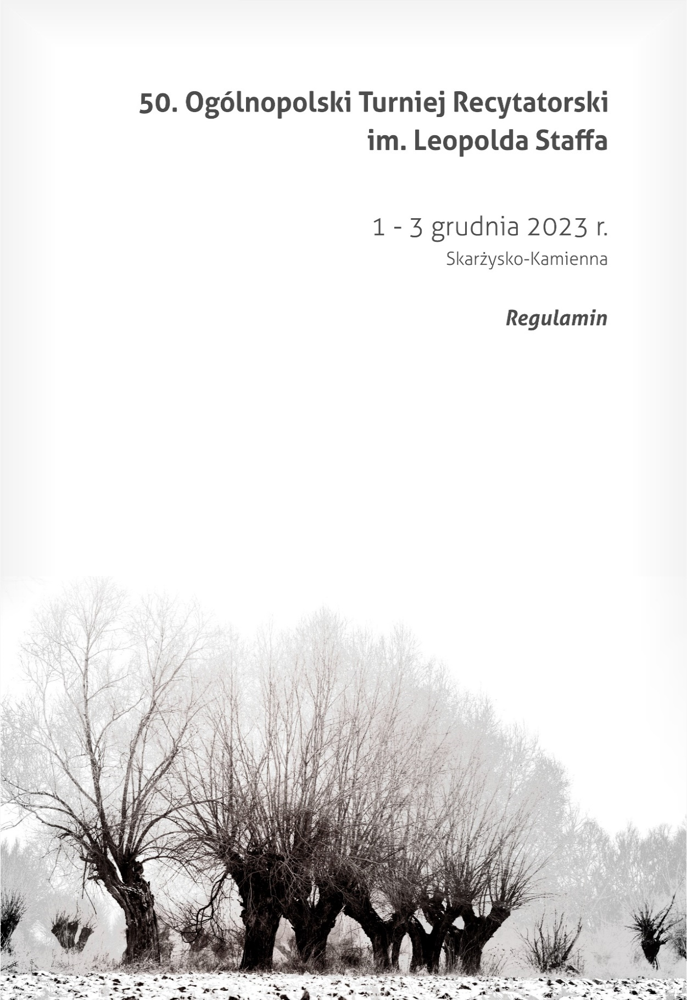 50. Ogólnopolski Turniej Recytatorski
im. Leopolda Staffa
1 - 3 grudnia 2023 r.
Skarżysko-Kamienna
Regulamin